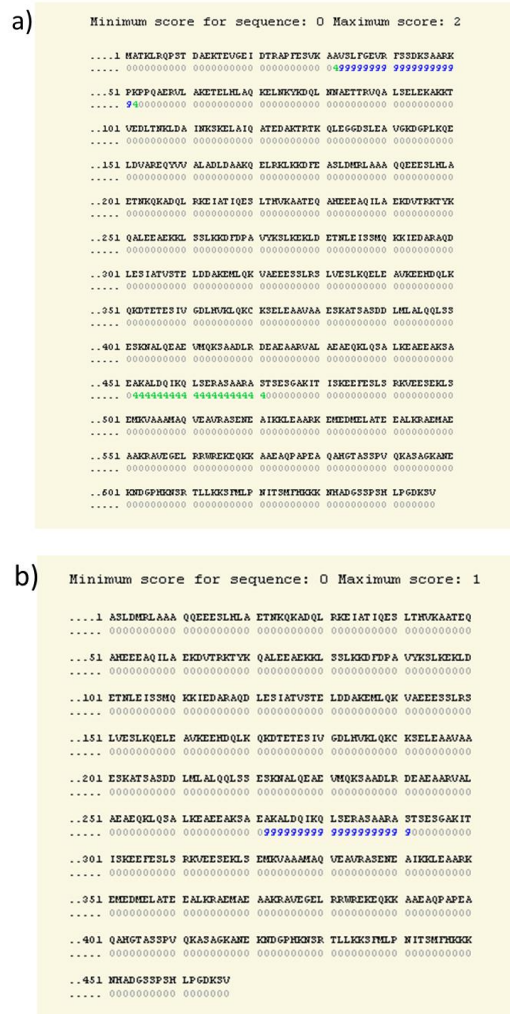 a)
Minimum score for sequence: 0 Maximum score: 2
....1 MATKLRQPST DAEKTEVGEI DTRAPFESVK AAVSLFGEVR FSSDKSAARK
..... 0000000000 0000000000 0000000000 0499999999 9999999999
...51 PKPPQAERVL AKETELHLAQ KELNKYKDQL NNAETTRVQA LSELEKAKKT
..... 9400000000 0000000000 0000000000 0000000000 0000000000
..101 VEDLTNKLDA INKSKELAIQ ATEDAKTRTK QLEGGDSLEA VGKDGPLKQE
..... 0000000000 0000000000 0000000000 0000000000 0000000000
..151 LDVAREQYVV ALADLDAAKQ ELRKLKKDFE ASLDMRLAAA QQEEESLHLA
..... 0000000000 0000000000 0000000000 0000000000 0000000000
..201 ETNKQKADQL RKEIATIQES LTHVKAATEQ AHEEEAQILA EKDVTRKTYK
..... 0000000000 0000000000 0000000000 0000000000 0000000000
..251 QALEEAEKKL SSLKKDFDPA VYKSLKEKLD ETNLEISSMQ KKIEDARAQD
..... 0000000000 0000000000 0000000000 0000000000 0000000000
..301 LESIATVSTE LDDAKEMLQK VAEEESSLRS LVESLKQELE AVKEEHDQLK
..... 0000000000 0000000000 0000000000 0000000000 0000000000
..351 QKDTETESIV GDLHVKLQKC KSELEAAVAA ESKATSASDD LMLALQQLSS
..... 0000000000 0000000000 0000000000 0000000000 0000000000
..401 ESKNALQEAE VMQKSAADLR DEAEAARVAL AEAEQKLQSA LKEAEEAKSA
..... 0000000000 0000000000 0000000000 0000000000 0000000000
..451 EAKALDQIKQ LSERASAARA STSESGAKIT ISKEEFESLS RKVEESEKLS
..... 0444444444 4444444444 4000000000 0000000000 0000000000
..501 EMKVAAAMAQ VEAVRASENE AIKKLEAARK EMEDMELATE EALKRAEMAE
..... 0000000000 0000000000 0000000000 0000000000 0000000000
..551 AAKRAVEGEL RRWREKEQKK AAEAQPAPEA QAHGTASSPV QKASAGKANE
..... 0000000000 0000000000 0000000000 0000000000 0000000000
..601 KNDGPHKNSR TLLKKSFMLP NITSMFHKKK NHADGSSPSH LPGDKSV
..... 0000000000 0000000000 0000000000 0000000000 0000000
b)
Minimum score for sequence: 0 Maximum score: 1
....1 ASLDMRLAAA QQEEESLHLA ETNKQKADQL RKEIATIQES LTHVKAATEQ
..... 0000000000 0000000000 0000000000 0000000000 0000000000
...51 AHEEEAQILA EKDVTRKTYK QALEEAEKKL SSLKKDFDPA VYKSLKEKLD
..... 0000000000 0000000000 0000000000 0000000000 0000000000
..101 ETNLEISSMQ KKIEDARAQD LESIATVSTE LDDAKEMLQK VAEEESSLRS
..... 0000000000 0000000000 0000000000 0000000000 0000000000
..151 LVESLKQELE AVKEEHDQLK QKDTETESIV GDLHVKLQKC KSELEAAVAA
..... 0000000000 0000000000 0000000000 0000000000 0000000000
..201 ESKATSASDD LMLALQQLSS ESKNALQEAE VMQKSAADLR DEAEAARVAL
..... 0000000000 0000000000 0000000000 0000000000 0000000000
..251 AEAEQKLQSA LKEAEEAKSA EAKALDQIKQ LSERASAARA STSESGAKIT
..... 0000000000 0000000000 0999999999 9999999999 9000000000
..301 ISKEEFESLS RKVEESEKLS EMKVAAAMAQ VEAVRASENE AIKKLEAARK
..... 0000000000 0000000000 0000000000 0000000000 0000000000
..351 EMEDMELATE EALKRAEMAE AAKRAVEGEL RRWREKEQKK AAEAQPAPEA
..... 0000000000 0000000000 0000000000 0000000000 0000000000
..401 QAHGTASSPV QKASAGKANE KNDGPHKNSR TLLKKSFMLP NITSMFHKKK
..... 0000000000 0000000000 0000000000 0000000000 0000000000
..451 NHADGSSPSH LPGDKSV
..... 0000000000 0000000